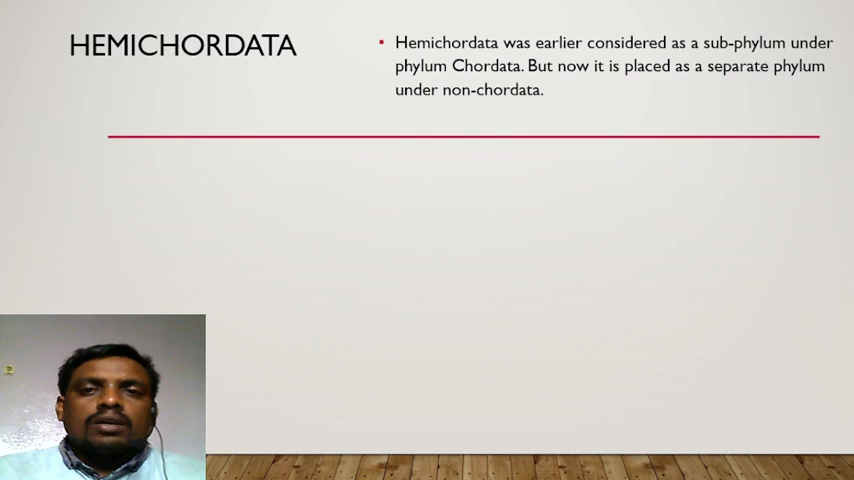 HEMICHORDATA
• Hemichordata was earlier considered as a sub-phylum under
phylum Chordata. But now it is placed as a separate phylum
under non-chordata.